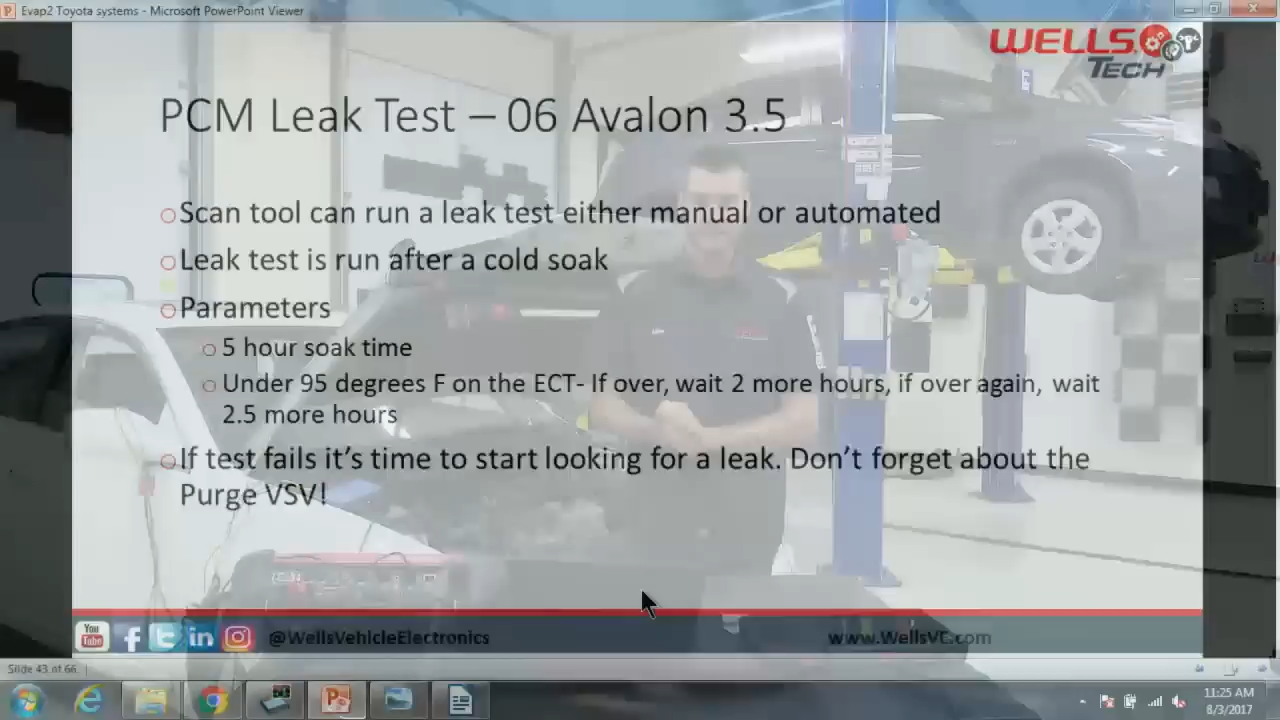 Evap2 Toyota systems - Microsoft PowerPoint Viewer
WELLS
TECH
PCM Leak Test – 06 Avalon 3.5
Scan tool can run a leak test either manual or automated
Leak test is run after a cold soak
Parameters
5 hour soak time
Under 95 degrees F on the ECT- If over, wait 2 more hours, if over again, wait
2.5 more hours
If test fails it's time to start looking for a leak. Don't forget about the
Purge VSV!
You
Tube
@WellsVehicleElectronics
www.WellsVC.com
Slide 43 of 66
11:25 AM
8/3/2017